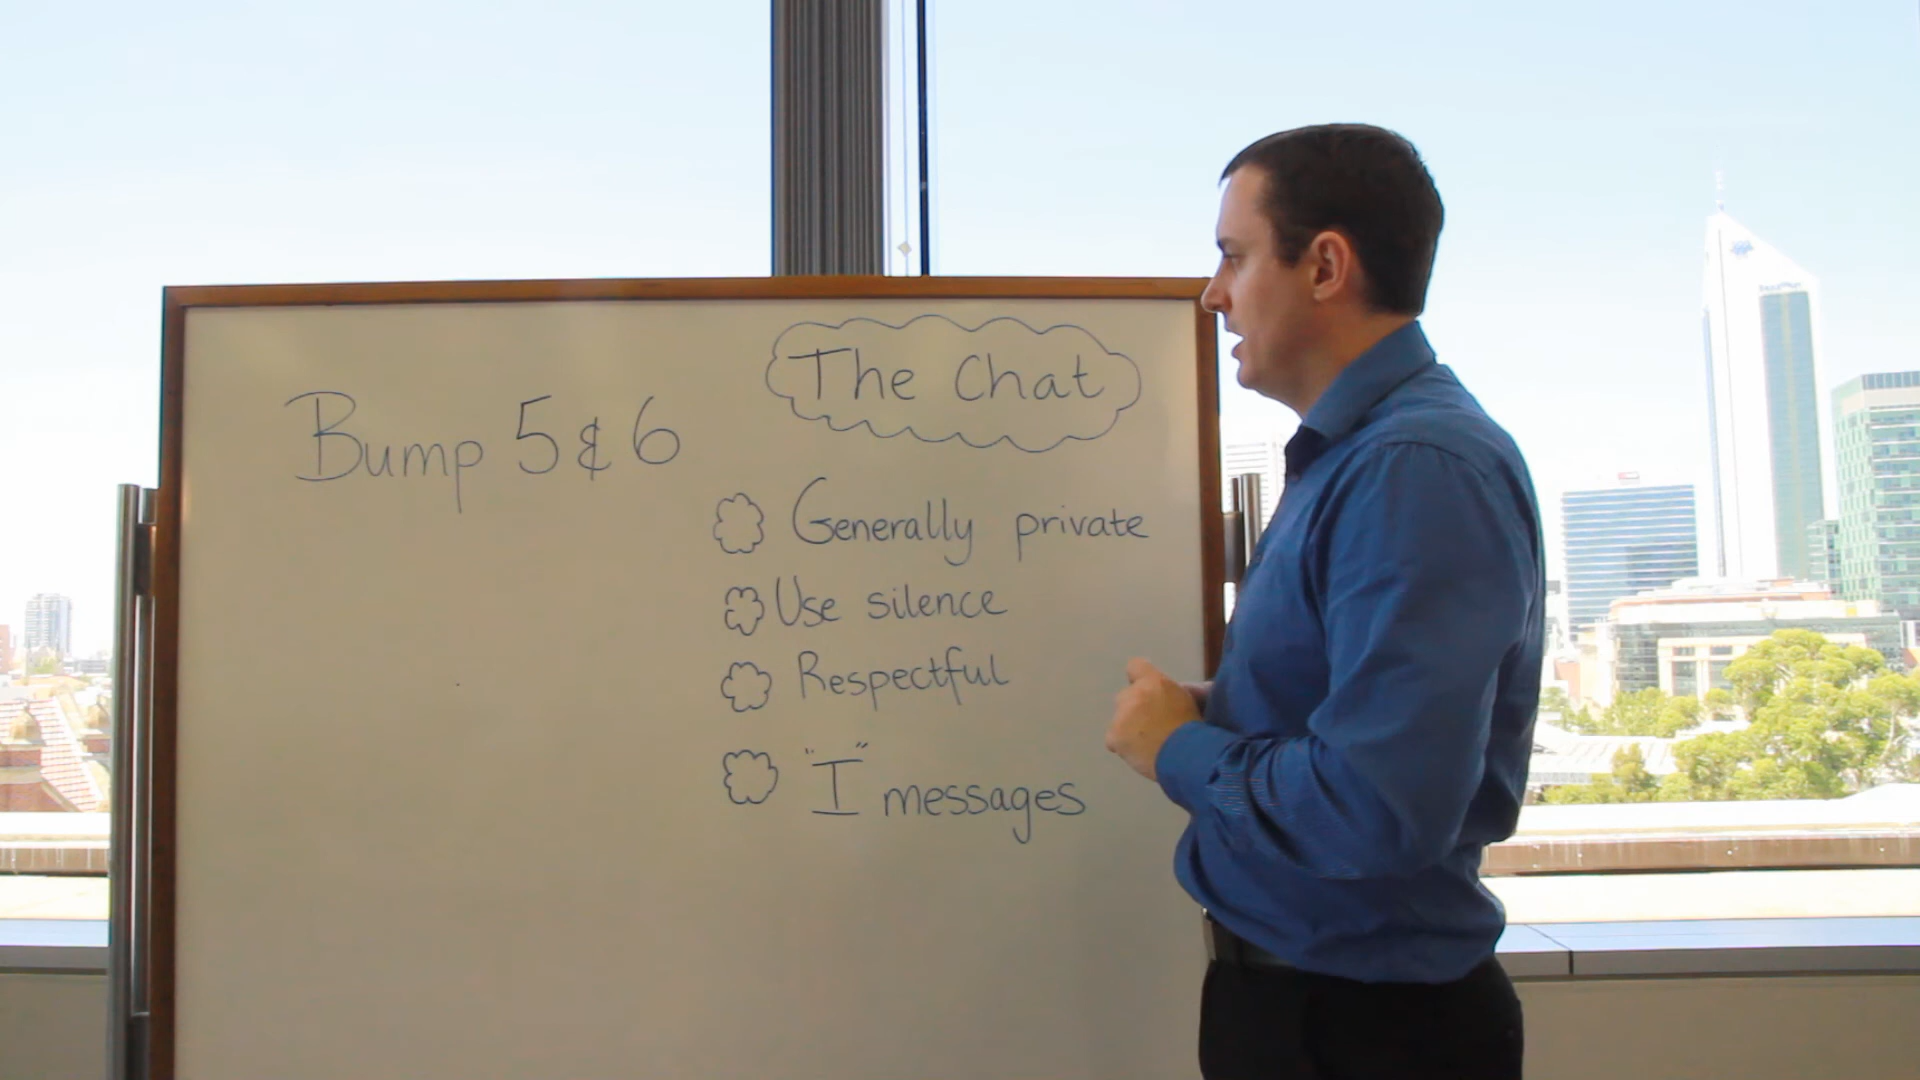 The Chat
Bump 5 & 6
Generally private
Use silence
Respectful
"I" messages